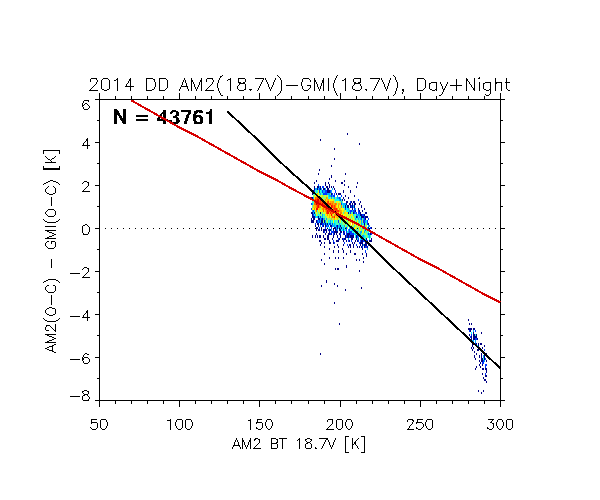 2014 DD AM2(18.7V)−GMI(18.7V), Day+Night
N = 43761
AM2(O−C) − GMI(O−C) [K]
6
4
2
0
−2
−4
−6
−8
50 100 150 200 250 300
AM2 BT 18.7V [K]